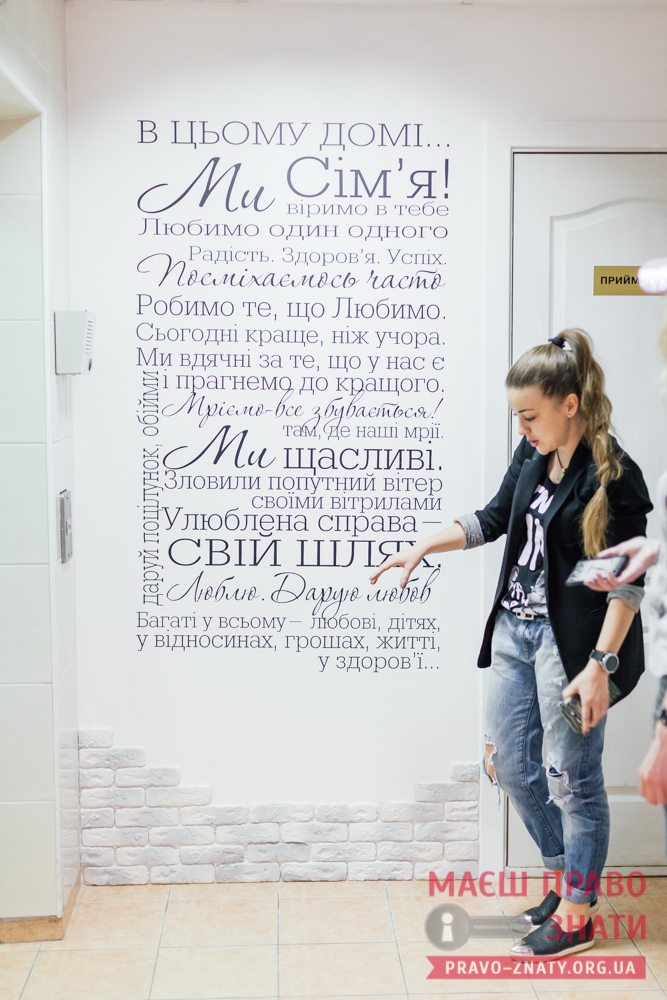 В ЦЬОМУ ДОМІ...
Ми Сім'я!
віримо в тебе
Любимо один одного
Радість. Здоров'я. Успіх.
Посміхаємось часто
Робимо те, що Любимо.
Сьогодні краще, ніж учора.
Ми вдячні за те, що у нас є
і прагнемо до кращого.
Мріємо-все збувається!
там, де наші мрії.
Ми щасливі.
Зловили попутний вітер
своїми вітрилами
Улюблена справа—
СВІЙ ШЛЯХ.
Люблю. Дарую любов
даруй поцілунок, обійми
Багаті у всьому— любові, дітях,
у відносинах, грошах, житті,
у здоров'ї...
МАЄШ ПРАВО
ЗНАТИ
PRAVO-ZNATY.ORG.UA